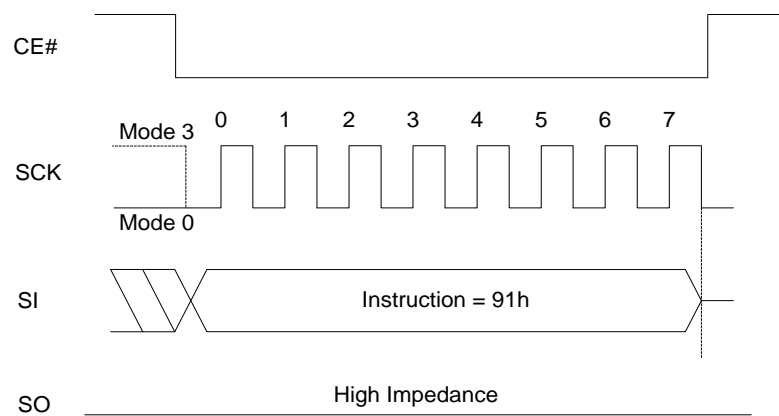 CE#
0 1 2 3 4 5 6 7
Mode 3
SCK
Mode 0
SI
Instruction = 91h
High Impedance
SO